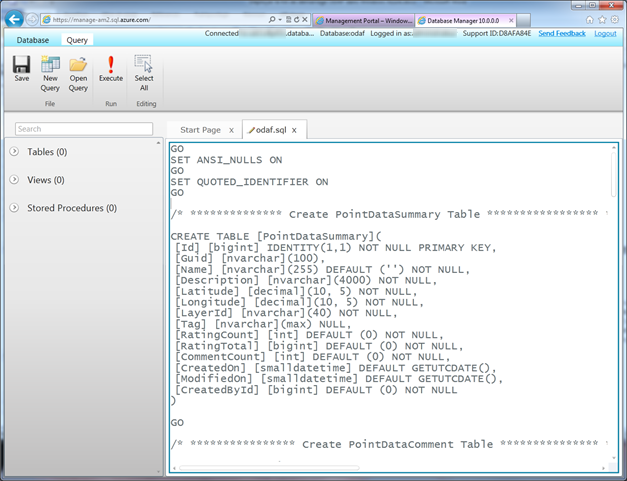 https://manage-am2.sql.azure.com/
Management Portal – Window...
Database Manager 10.0.0.0
Database
Query
Connected
.databa...
Database:odaf
Logged in as:
Support ID:D8AFA84E
Send Feedback
Logout
Save
New Query
Open Query
Execute
Select All
File
Run
Editing
Search
Start Page x
odaf.sql x
Tables (0)
Views (0)
Stored Procedures (0)
GO
SET ANSI_NULLS ON
GO
SET QUOTED_IDENTIFIER ON
GO
/* ************** Create PointDataSummary Table ****************
CREATE TABLE [PointDataSummary](
[Id] [bigint] IDENTITY(1,1) NOT NULL PRIMARY KEY,
[Guid] [nvarchar](100),
[Name] [nvarchar](255) DEFAULT ('') NOT NULL,
[Description] [nvarchar](4000) NOT NULL,
[Latitude] [decimal](10, 5) NOT NULL,
[Longitude] [decimal](10, 5) NOT NULL,
[LayerId] [nvarchar](40) NOT NULL,
[Tag] [nvarchar](max) NULL,
[RatingCount] [int] DEFAULT (0) NOT NULL,
[RatingTotal] [bigint] DEFAULT (0) NOT NULL,
[CommentCount] [int] DEFAULT (0) NOT NULL,
[CreatedOn] [smalldatetime] DEFAULT GETUTCDATE(),
[ModifiedOn] [smalldatetime] DEFAULT GETUTCDATE(),
[CreatedById] [bigint] DEFAULT (0) NOT NULL
)
GO
/* **************** Create PointDataComment Table **************